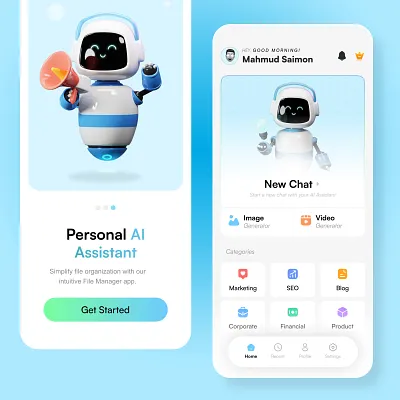 Personal AI
Assistant
Simplify file organization with our
intuitive File Manager app.
Get Started
HEY, GOOD MORNING!
Mahmud Saimon
New Chat +
Start a new chat with your AI Assistant
Image
Generator
Video
Generator
Categories
Marketing
SEO
Blog
Corporate
Financial
Product
Home
Recent
Profile
Settings